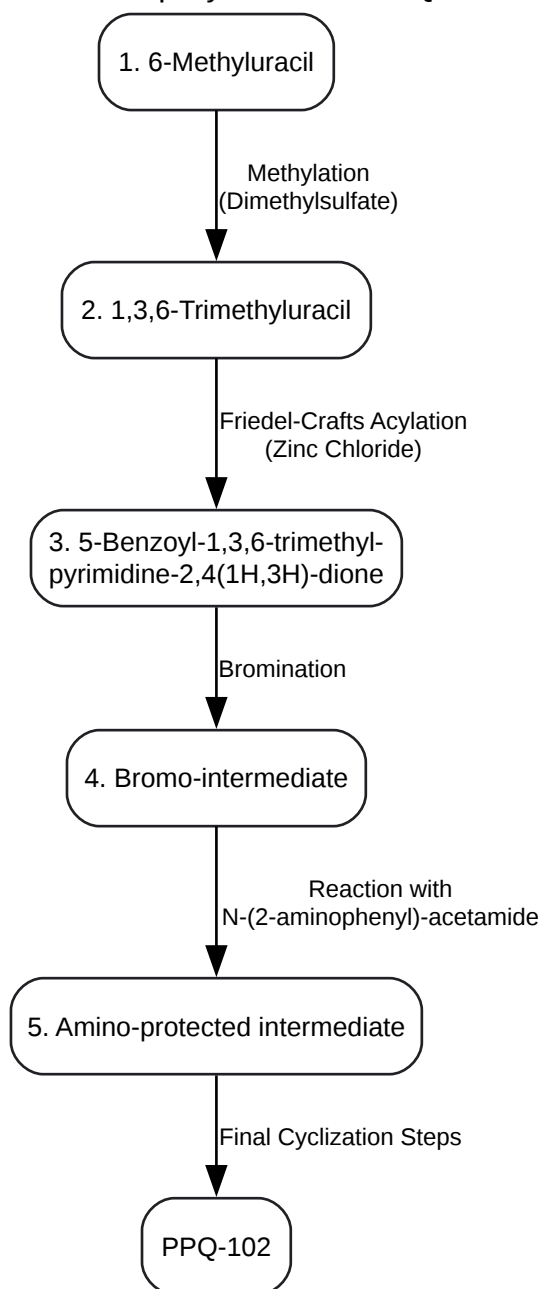 1. 6-Methyluracil
Methylation
(Dimethylsulfate)
2. 1,3,6-Trimethyluracil
Friedel-Crafts Acylation
(Zinc Chloride)
3. 5-Benzoyl-1,3,6-trimethyl-
pyrimidine-2,4(1H,3H)-dione
Bromination
4. Bromo-intermediate
Reaction with
N-(2-aminophenyl)-acetamide
5. Amino-protected intermediate
Final Cyclization Steps
PPQ-102